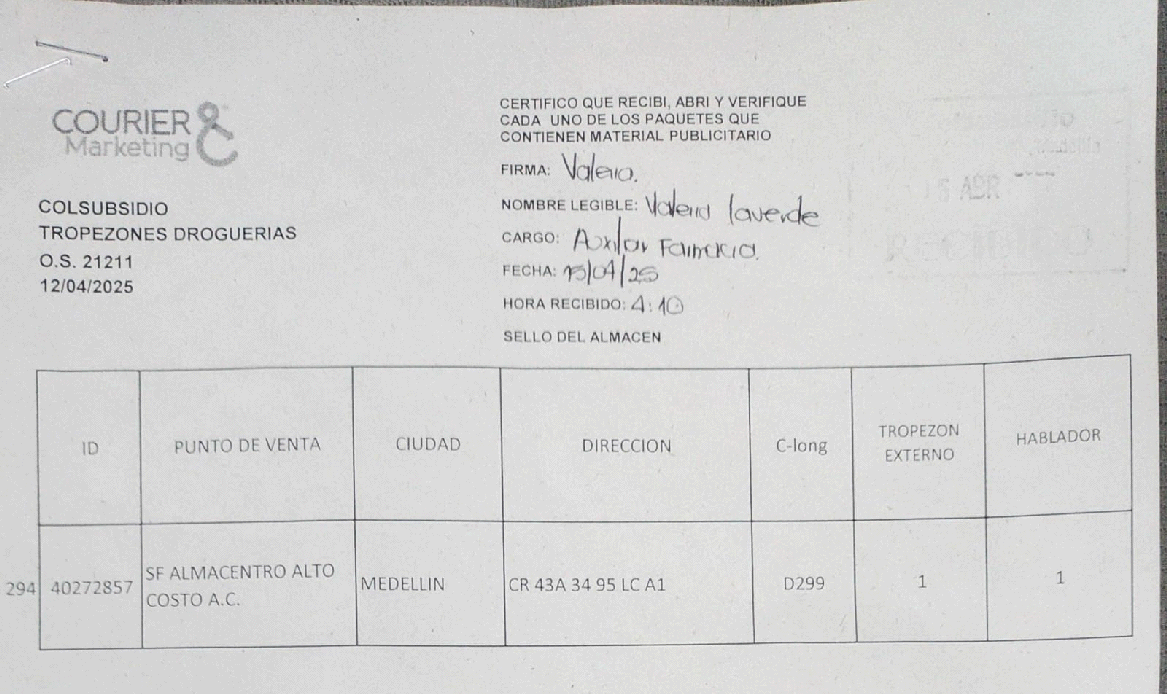 COURIER &
Marketing
COLSUBSIDIO
TROPEZONES DROGUERIAS
O.S. 21211
12/04/2025
CERTIFICO QUE RECIBI, ABRI Y VERIFIQUE
CADA UNO DE LOS PAQUETES QUE
CONTIENEN MATERIAL PUBLICITARIO
FIRMA: Valeria.
NOMBRE LEGIBLE: Valeria laverde
CARGO: Auxiliar Farmacia.
FECHA: 15/04/25
HORA RECIBIDO: 4:10
SELLO DEL ALMACEN
ABR
ID PUNTO DE VENTA CIUDAD DIRECCION C-long TROPEZON EXTERNO HABLADOR
294 40272857 SF ALMACENTRO ALTO COSTO A.C. MEDELLIN CR 43A 34 95 LC A1 D299 1 1